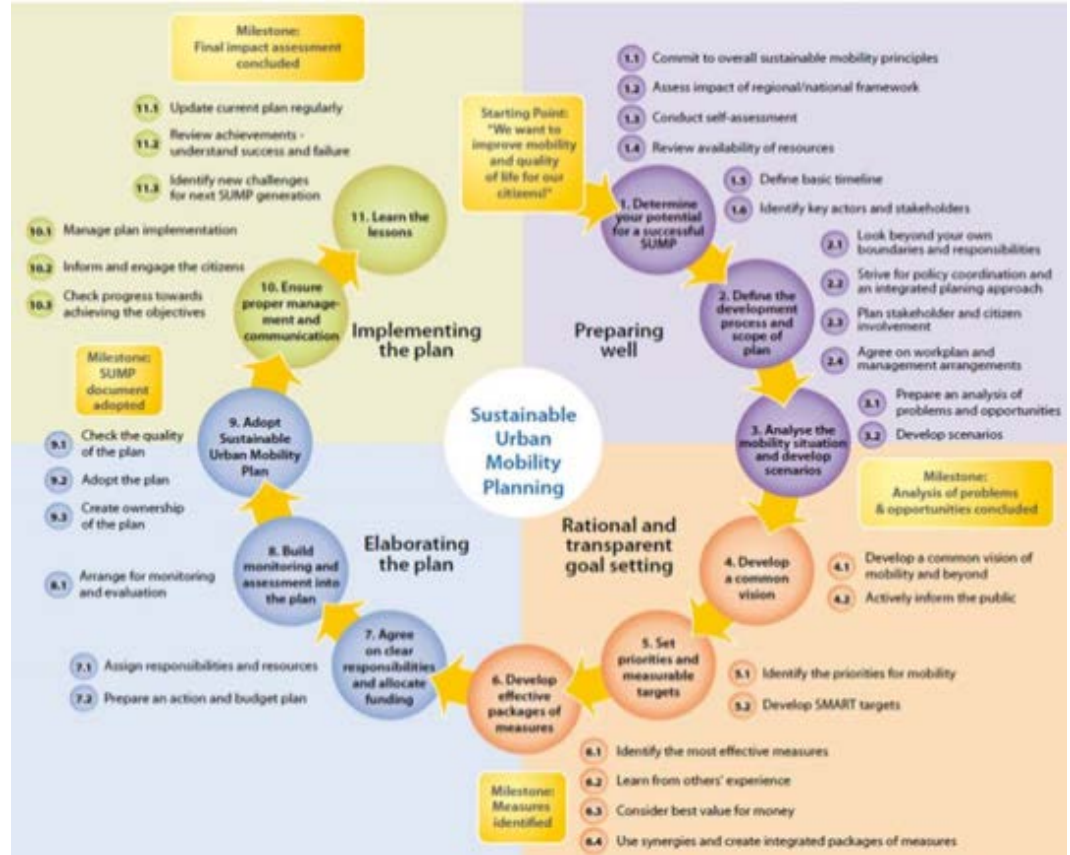 Starting Point:
"We want to
improve mobility
and quality
of life for our
citizens!"
1. Determine
your potential
for a successful
SUMP
1.1 Commit to overall sustainable mobility principles
1.2 Assess impact of regional/national framework
1.3 Conduct self-assessment
1.4 Review availability of resources
1.5 Define basic timeline
1.6 Identify key actors and stakeholders
2. Define the
development
process and
scope of
plan
2.1 Look beyond your own
boundaries and responsibilities
2.2 Strive for policy coordination and
an integrated planing approach
2.3 Plan stakeholder and citizen
involvement
2.4 Agree on workplan and
management arrangements
Preparing
well
3. Analyse the
mobility situation
and develop
scenarios
3.1 Prepare an analysis of
problems and opportunities
3.2 Develop scenarios
Milestone:
Analysis of problems
& opportunities concluded
Sustainable
Urban
Mobility
Planning
Rational and
transparent
goal setting
4. Develop
a common
vision
4.1 Develop a common vision of
mobility and beyond
4.2 Actively inform the public
5. Set
priorities and
measurable
targets
5.1 Identify the priorities for mobility
5.2 Develop SMART targets
6. Develop
effective
packages of
measures
6.1 Identify the most effective measures
6.2 Learn from others' experience
6.3 Consider best value for money
6.4 Use synergies and create integrated packages of measures
Milestone:
Measures
identified
Elaborating
the plan
7. Agree
on clear
responsibilities
and allocate
funding
7.1 Assign responsibilities and resources
7.2 Prepare an action and budget plan
8. Build
monitoring and
assessment into
the plan
8.1 Arrange for monitoring
and evaluation
9. Adopt
Sustainable
Urban Mobility
Plan
9.1 Check the quality
of the plan
9.2 Adopt the plan
9.3 Create ownership
of the plan
Milestone:
SUMP
document
adopted
Implementing
the plan
10. Ensure
proper manage-
ment and
communication
10.1 Manage plan implementation
10.2 Inform and engage the citizens
10.3 Check progress towards
achieving the objectives
11. Learn the
lessons
11.1 Update current plan regularly
11.2 Review achievements -
understand success and failure
11.3 Identify new challenges
for next SUMP generation
Milestone:
Final impact assessment
concluded